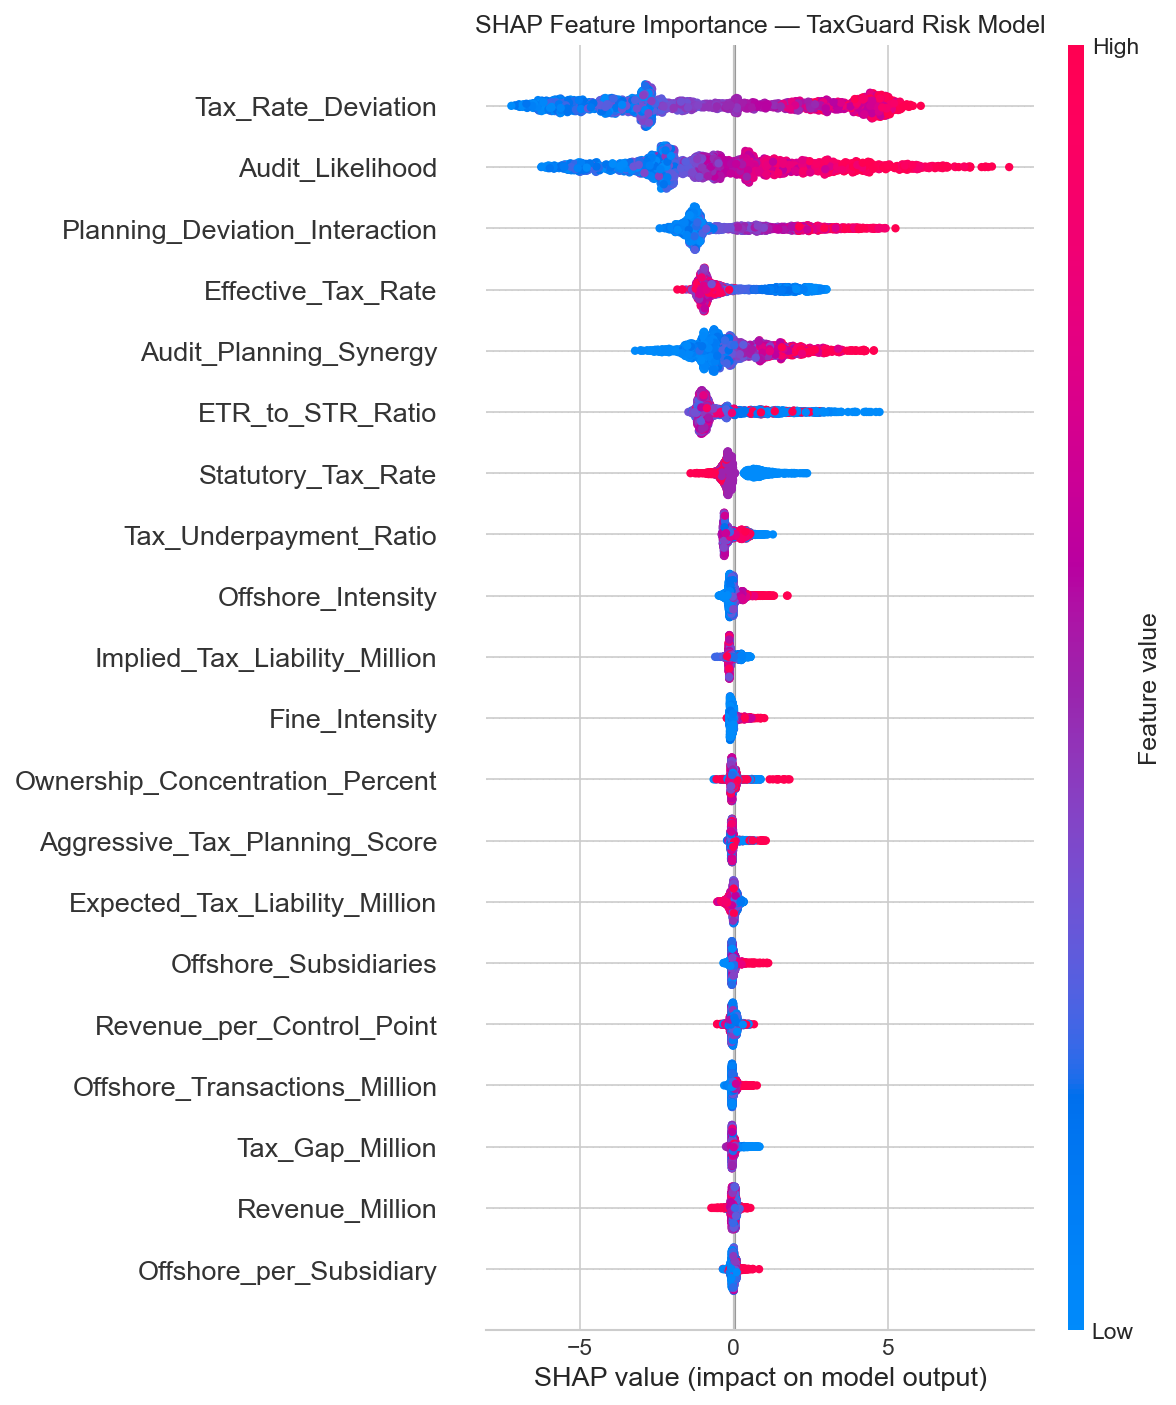 SHAP Feature Importance — TaxGuard Risk Model
High
Tax_Rate_Deviation
Audit_Likelihood
Planning_Deviation_Interaction
Effective_Tax_Rate
Audit_Planning_Synergy
ETR_to_STR_Ratio
Statutory_Tax_Rate
Tax_Underpayment_Ratio
Offshore_Intensity
Implied_Tax_Liability_Million
Fine_Intensity
Ownership_Concentration_Percent
Aggressive_Tax_Planning_Score
Expected_Tax_Liability_Million
Offshore_Subsidiaries
Revenue_per_Control_Point
Offshore_Transactions_Million
Tax_Gap_Million
Revenue_Million
Offshore_per_Subsidiary
Feature value
Low
−5 0 5
SHAP value (impact on model output)